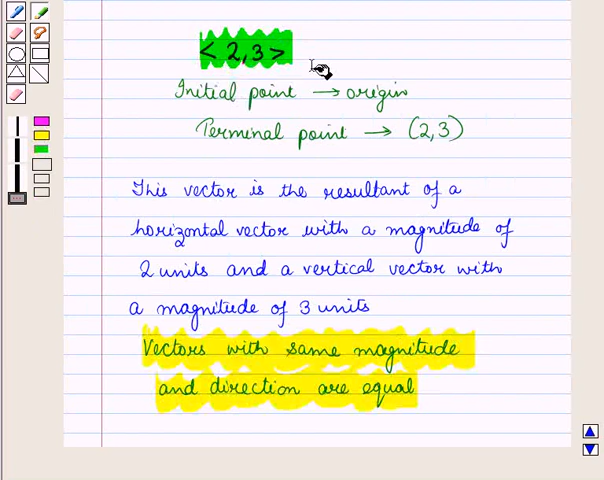 < 2,3 >
Initial point → origin
Terminal point → (2,3)
This vector is the resultant of a
horizontal vector with a magnitude of
2 units and a vertical vector with
a magnitude of 3 units
Vectors with same magnitude
and direction are equal